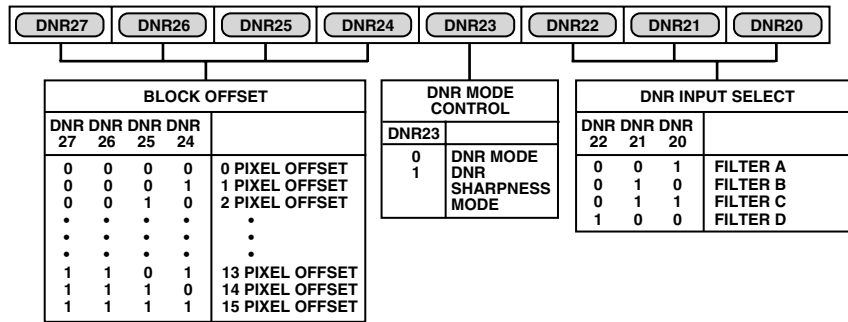 DNR27 DNR26 DNR25 DNR24 DNR23 DNR22 DNR21 DNR20
BLOCK OFFSET
DNR DNR DNR DNR
27 26 25 24
0 0 0 0 0 PIXEL OFFSET
0 0 0 1 1 PIXEL OFFSET
0 0 1 0 2 PIXEL OFFSET
• • • • •
• • • • •
• • • • •
1 1 0 1 13 PIXEL OFFSET
1 1 1 0 14 PIXEL OFFSET
1 1 1 1 15 PIXEL OFFSET
DNR MODE
CONTROL
DNR23
0 DNR MODE
1 DNR
SHARPNESS
MODE
DNR INPUT SELECT
DNR DNR DNR
22 21 20
0 0 1 FILTER A
0 1 0 FILTER B
0 1 1 FILTER C
1 0 0 FILTER D